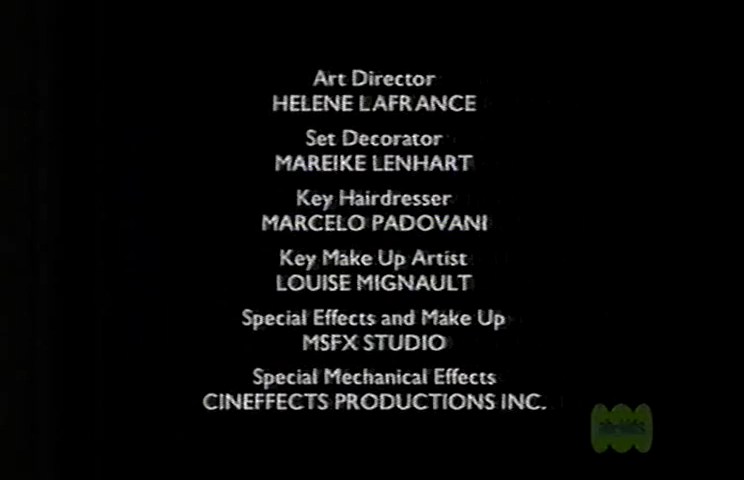 Art Director
HELENE LAFRANCE
Set Decorator
MAREIKE LENHART
Key Hairdresser
MARCELO PADOVANI
Key Make Up Artist
LOUISE MIGNAULT
Special Effects and Make Up
MSFX STUDIO
Special Mechanical Effects
CINEFFECTS PRODUCTIONS INC.